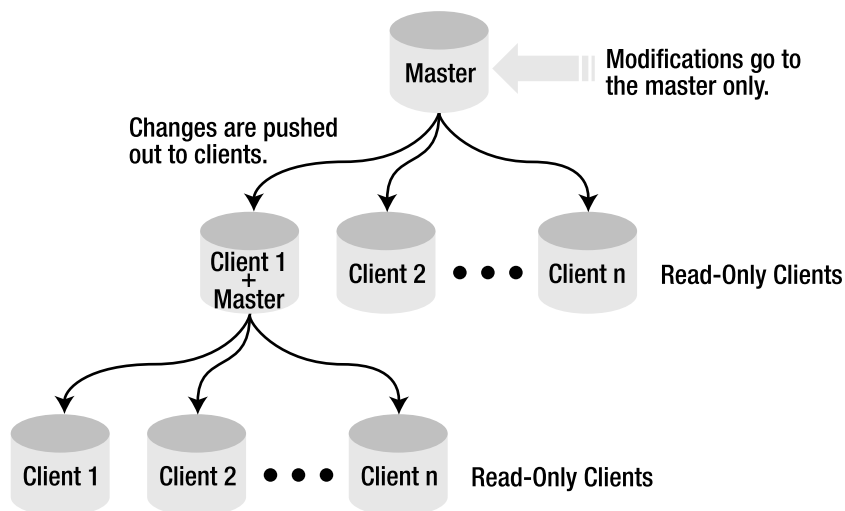 Master
Modifications go to
the master only.
Changes are pushed
out to clients.
Client 1
+
Master
Client 2
Client n
Read-Only Clients
Client 1
Client 2
Client n
Read-Only Clients